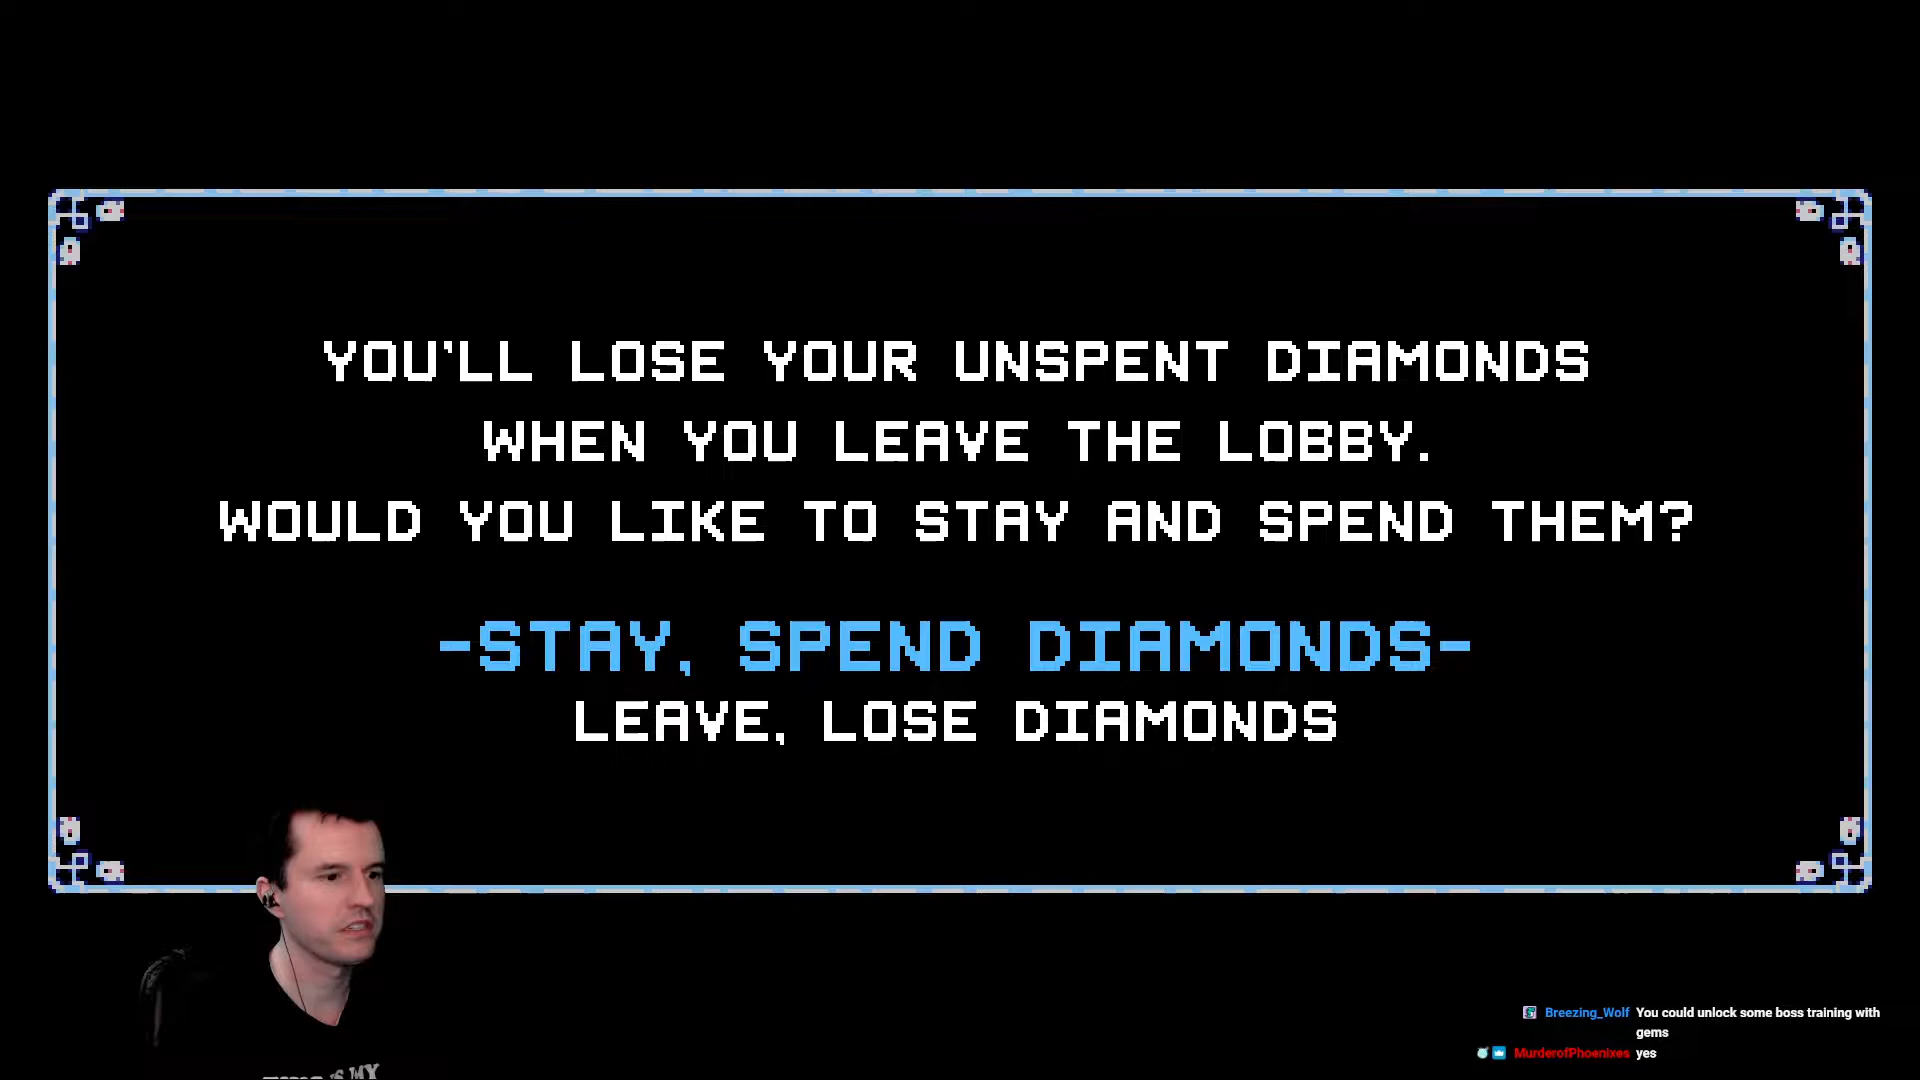 YOU'LL LOSE YOUR UNSPENT DIAMONDS
WHEN YOU LEAVE THE LOBBY.
WOULD YOU LIKE TO STAY AND SPEND THEM?
-STAY, SPEND DIAMONDS-
LEAVE, LOSE DIAMONDS
Breezing_Wolf You could unlock some boss training with
gems
MurderofPhoenixes yes
MY